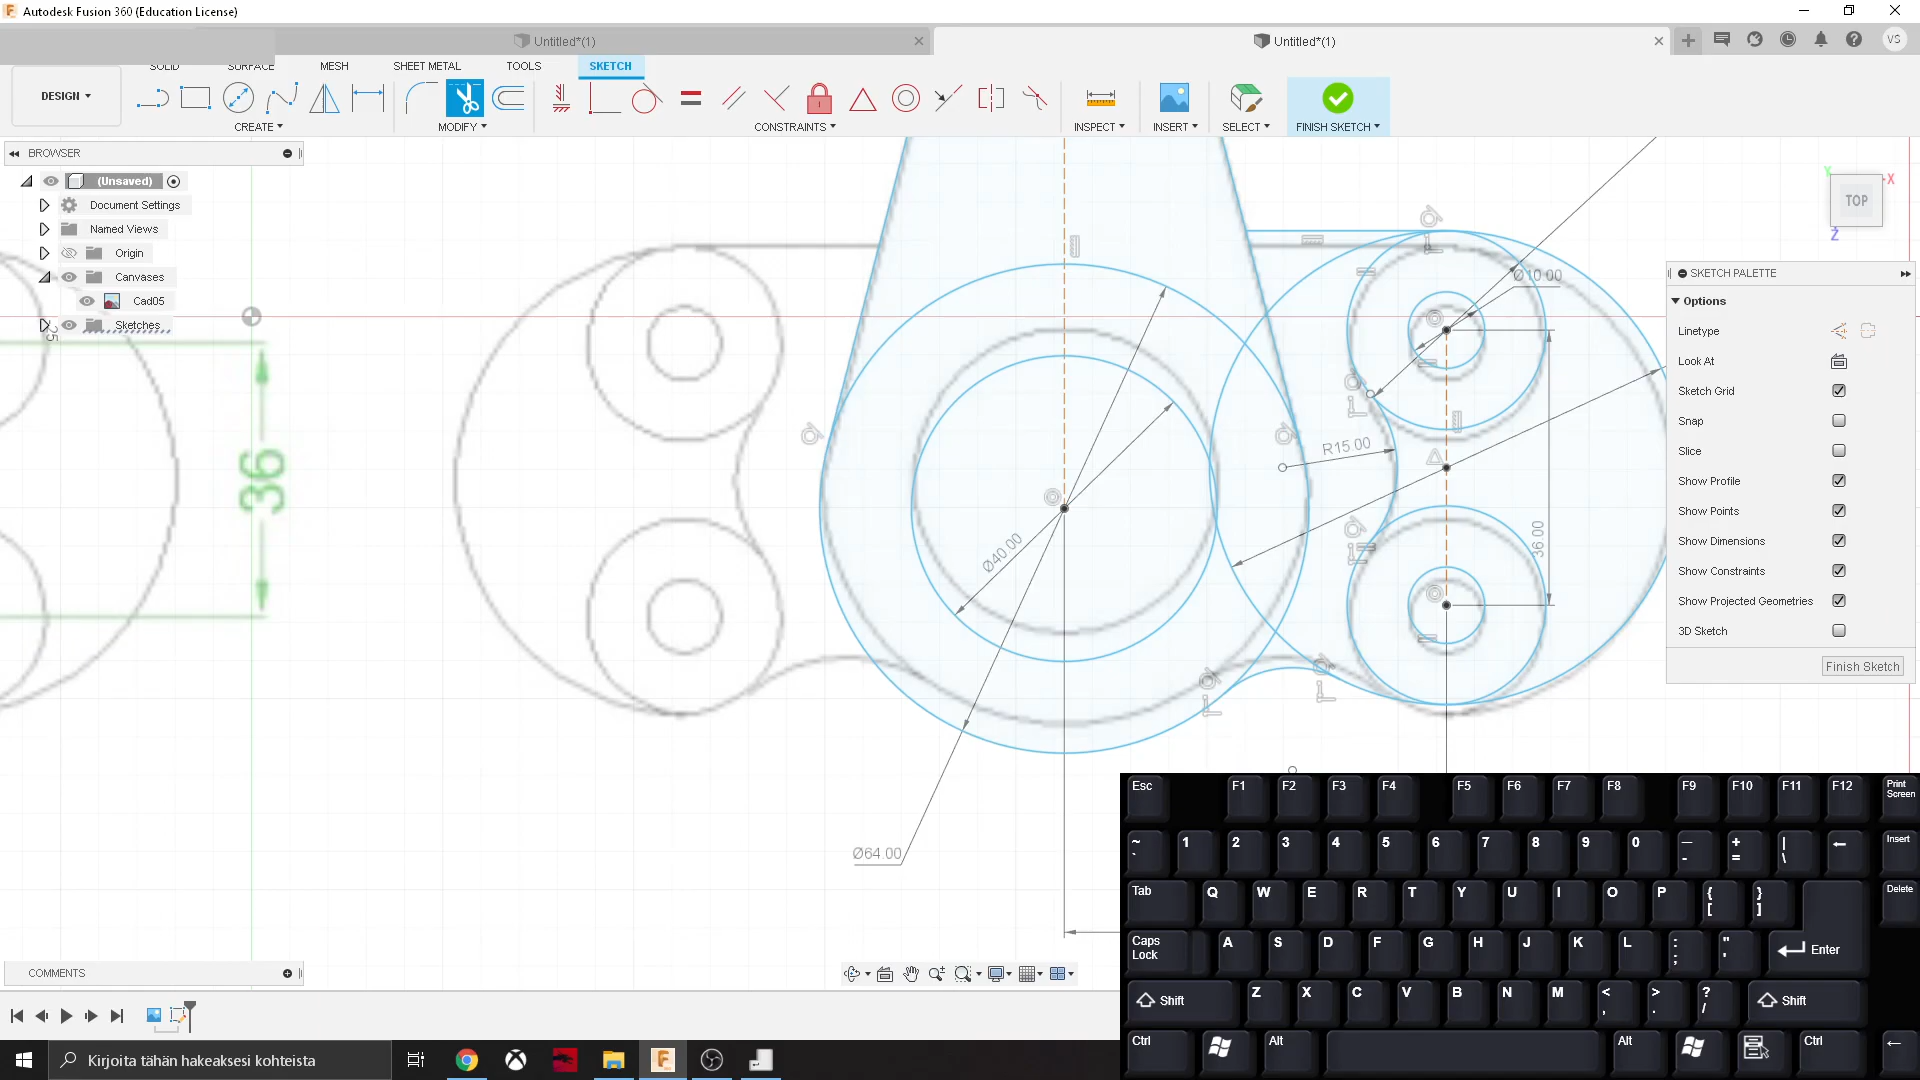 Autodesk Fusion 360 (Education License)
Untitled*(1)
Untitled*(1)
VS
SOLID SURFACE MESH SHEET METAL TOOLS SKETCH
DESIGN
CREATE MODIFY CONSTRAINTS INSPECT INSERT SELECT FINISH SKETCH
BROWSER
(Unsaved)
Document Settings
Named Views
Origin
Canvases
Cad05
Sketches
25
36
Y
X
TOP
Z
Ø10.00
R15.00
36.00
Ø40.00
Ø64.00
SKETCH PALETTE
Options
Linetype
Look At
Sketch Grid
Snap
Slice
Show Profile
Show Points
Show Dimensions
Show Constraints
Show Projected Geometries
3D Sketch
Finish Sketch
COMMENTS
Esc F1 F2 F3 F4 F5 F6 F7 F8 F9 F10 F11 F12 Print Screen
~ ` 1 2 3 4 5 6 7 8 9 0 — - + = | \ Insert
Tab Q W E R T Y U I O P { [ } ] Delete
Caps Lock A S D F G H J K L : ; " ' Enter
Shift Z X C V B N M < , > . ? / Shift
Ctrl Alt Alt Ctrl
Kirjoita tähän hakeaksesi kohteista